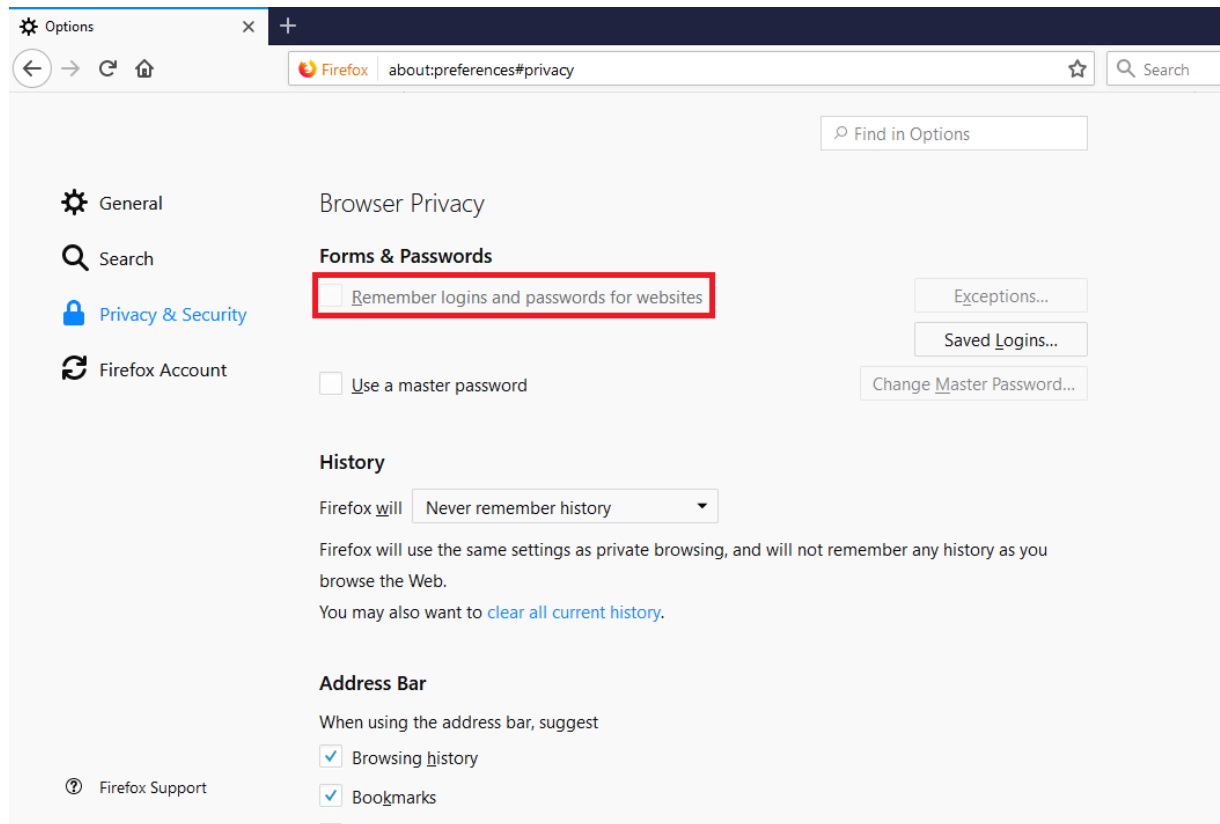 Options
Firefox about:preferences#privacy
Search
Find in Options
General
Search
Privacy & Security
Firefox Account
Firefox Support
Browser Privacy
Forms & Passwords
Remember logins and passwords for websites
Exceptions...
Saved Logins...
Use a master password
Change Master Password...
History
Firefox will Never remember history
Firefox will use the same settings as private browsing, and will not remember any history as you
browse the Web.
You may also want to clear all current history.
Address Bar
When using the address bar, suggest
Browsing history
Bookmarks